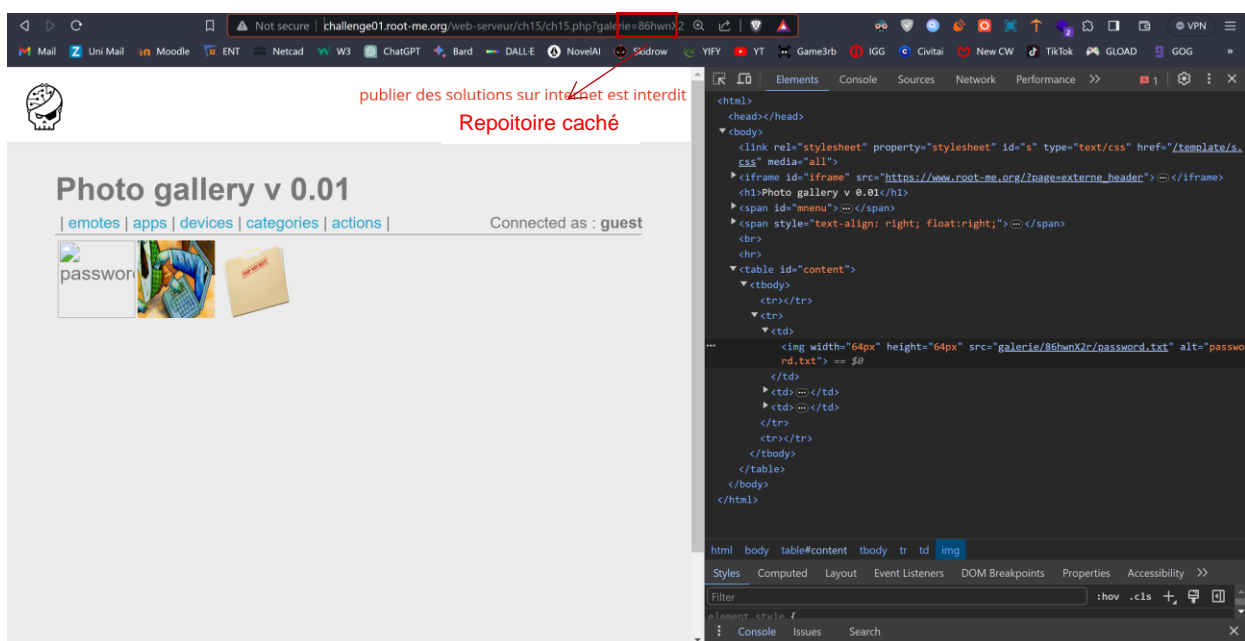 Not secure challenge01.root-me.org/web-serveur/ch15/ch15.php?galerie=86hwnX2 VPN
Mail Uni Mail Moodle ENT Netcad W3 ChatGPT Bard DALL·E NovelAI Skidrow YIFY YT Game3rb IGG Civitai New CW TikTok GLOAD GOG »
publier des solutions sur internet est interdit
Repoitoire caché
Photo gallery v 0.01
| emotes | apps | devices | categories | actions | Connected as : guest
password
TOP SECRET
Elements Console Sources Network Performance >> 1
<html>
<head></head>
<body>
<link rel="stylesheet" property="stylesheet" id="s" type="text/css" href="/template/s.
css" media="all">
<iframe id="iframe" src="https://www.root-me.org/?page=externe_header">…</iframe>
<h1>Photo gallery v 0.01</h1>
<span id="mnenu">…</span>
<span style="text-align: right; float:right;">…</span>
<br>
<hr>
<table id="content">
<tbody>
<tr></tr>
<tr>
<td>
<img width="64px" height="64px" src="galerie/86hwnX2r/password.txt" alt="passwo
rd.txt"> == $0
</td>
<td>…</td>
<td>…</td>
</tr>
<tr></tr>
</tbody>
</table>
</body>
</html>
html body table#content tbody tr td img
Styles Computed Layout Event Listeners DOM Breakpoints Properties Accessibility >>
Filter :hov .cls +
element.style {
Console Issues Search